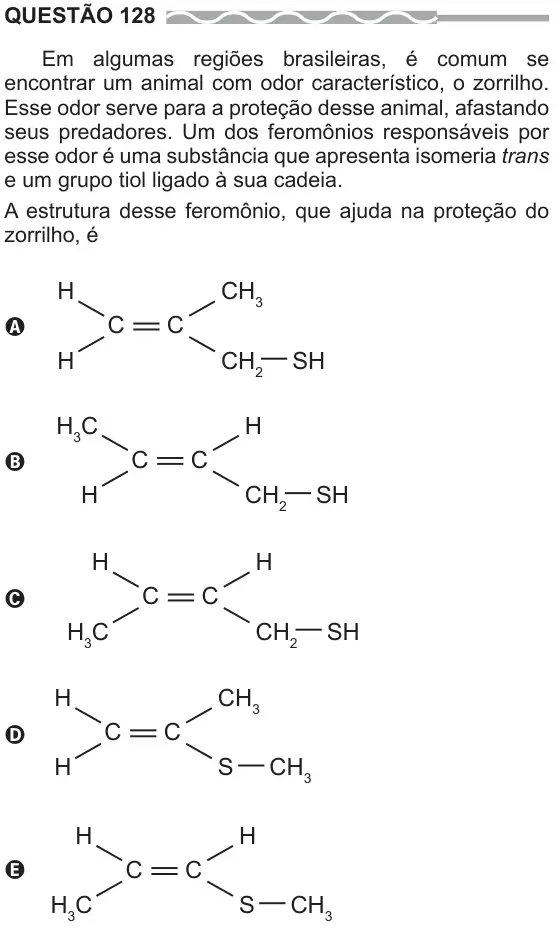 QUESTÃO 128
Em algumas regiões brasileiras, é comum se
encontrar um animal com odor característico, o zorrilho.
Esse odor serve para a proteção desse animal, afastando
seus predadores. Um dos feromônios responsáveis por
esse odor é uma substância que apresenta isomeria trans
e um grupo tiol ligado à sua cadeia.
A estrutura desse feromônio, que ajuda na proteção do
zorrilho, é
H CH3
A C = C
H CH2 — SH
H3C H
B C = C
H CH2 — SH
H H
C C = C
H3C CH2 — SH
H CH3
D C = C
H S — CH3
H H
E C = C
H3C S — CH3